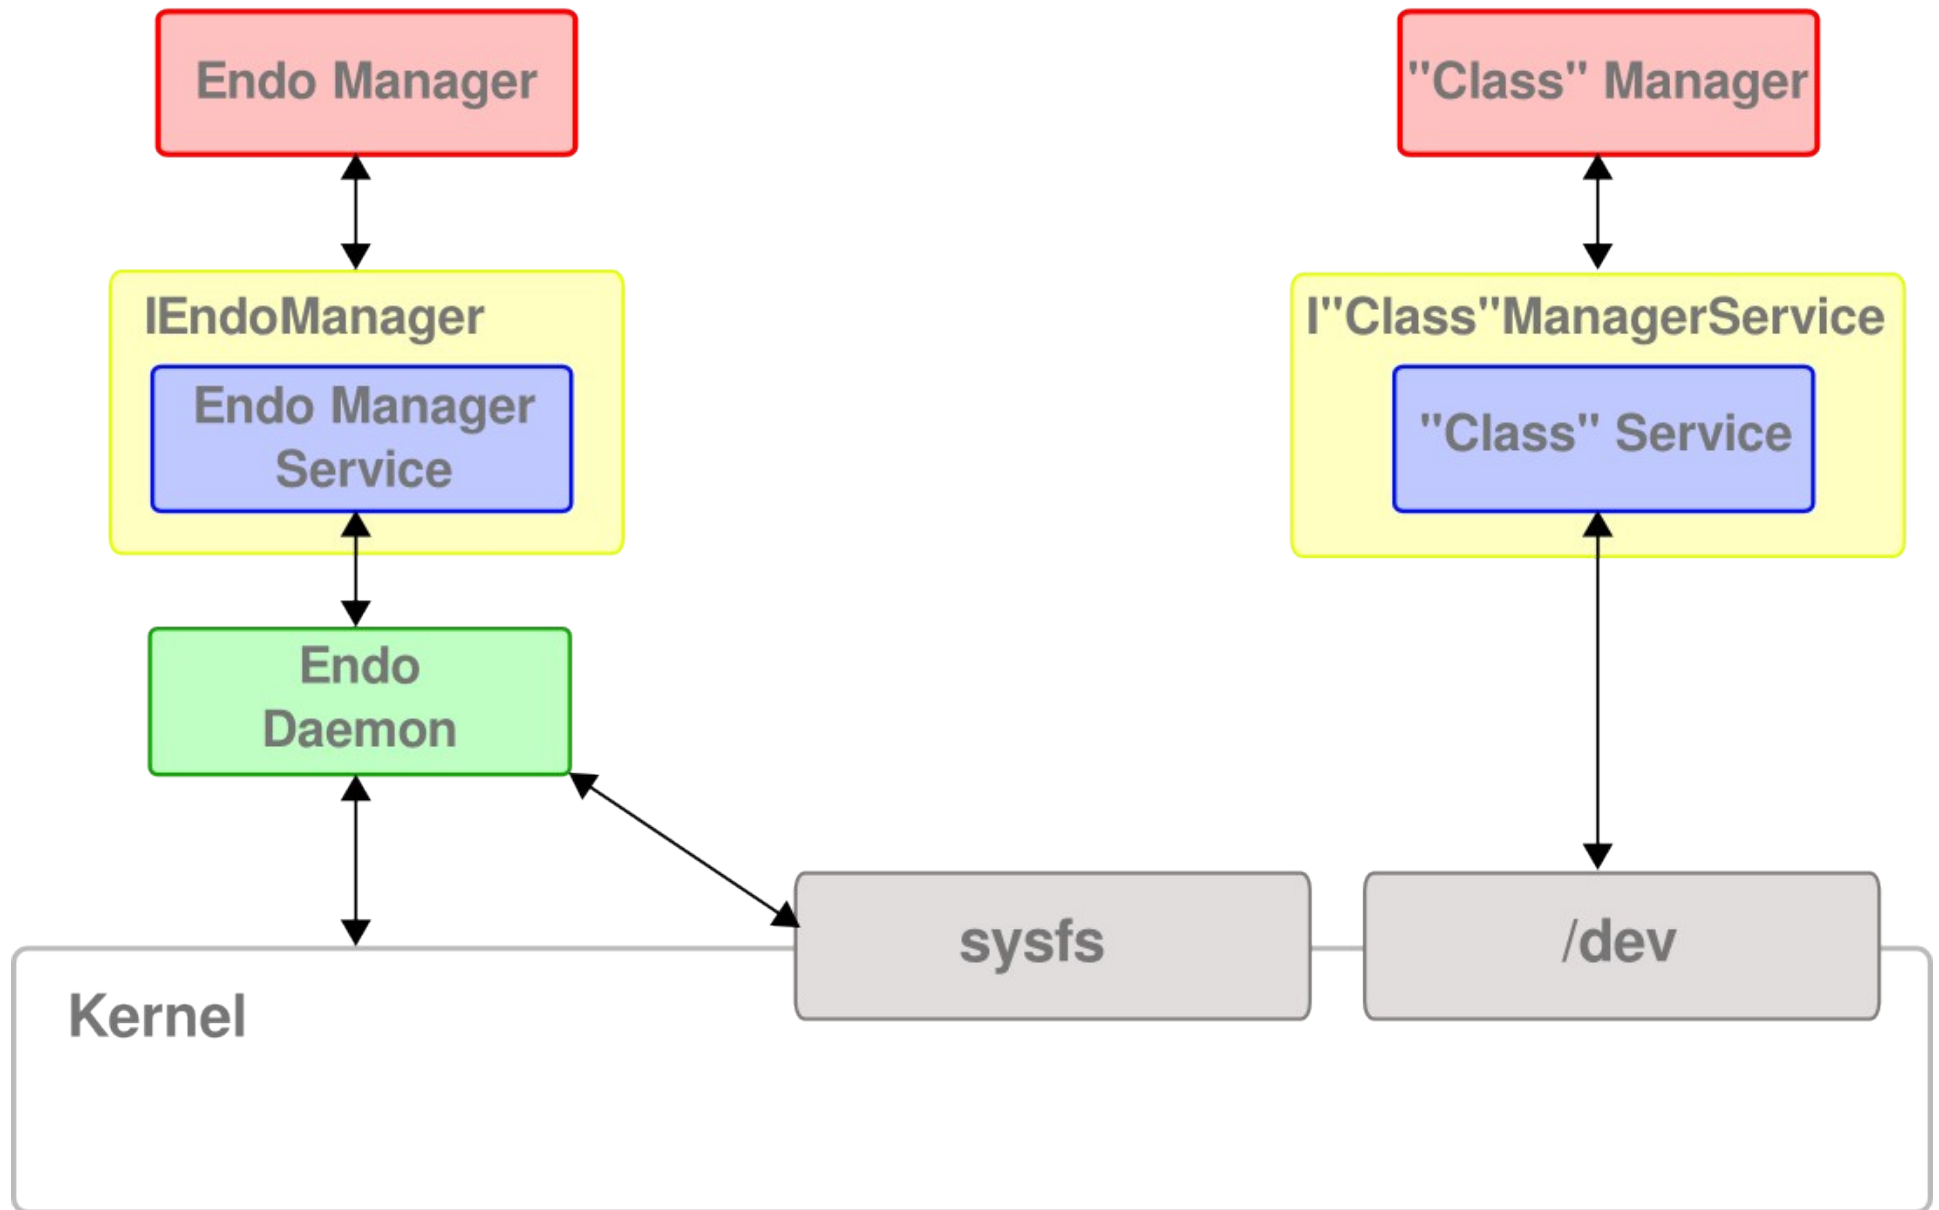 Endo Manager
"Class" Manager
IEndoManager
Endo Manager
Service
I"Class"ManagerService
"Class" Service
Endo
Daemon
sysfs
/dev
Kernel